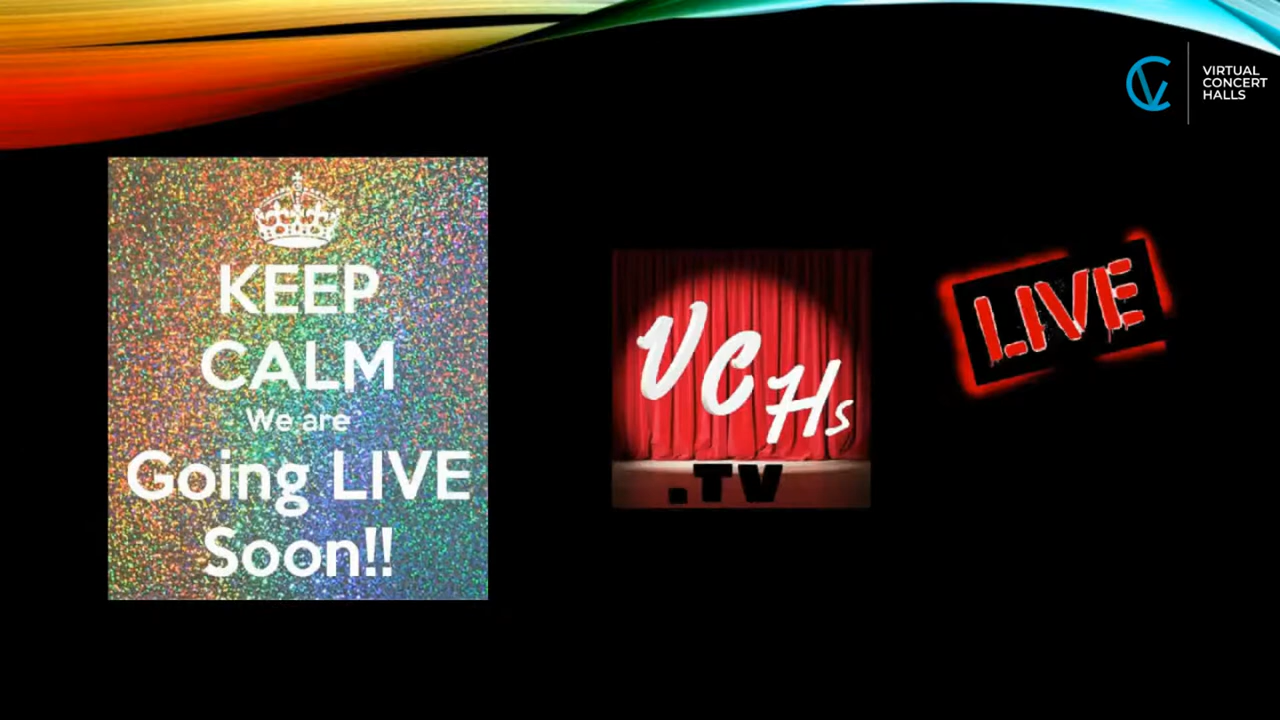 VIRTUAL
CONCERT
HALLS
KEEP
CALM
We are
Going LIVE
Soon!!
VCHs
.TV
LIVE